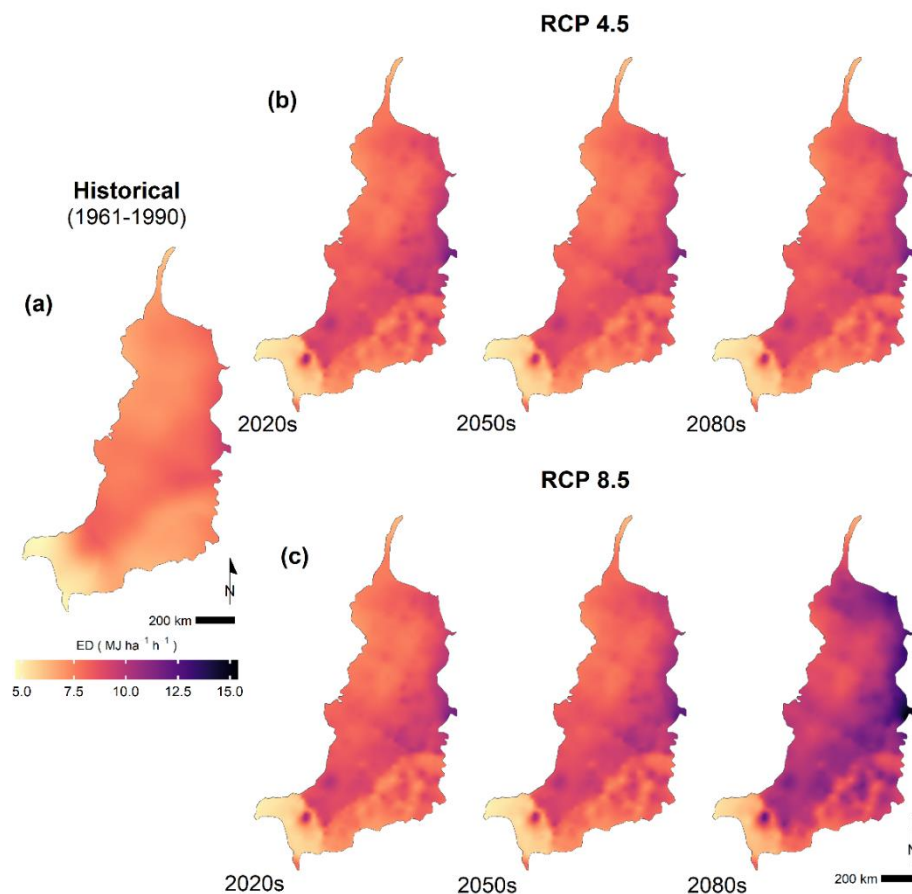 RCP 4.5
(b)
Historical
(1961-1990)
(a)
2020s
2050s
2080s
RCP 8.5
(c)
N
200 km
ED ( MJ ha⁻¹ h⁻¹ )
5.0 7.5 10.0 12.5 15.0
2020s
2050s
2080s
N
200 km